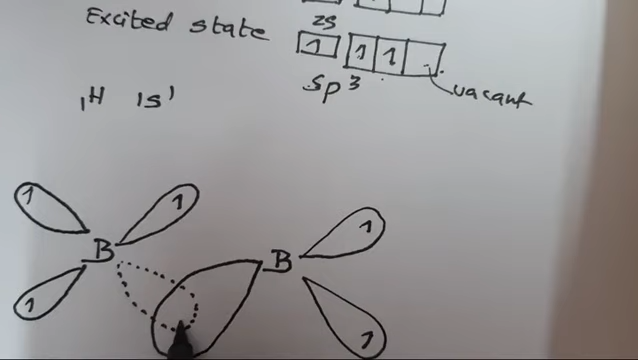 Excited state
2s
1 1 1
vacant
sp³
₁H 1s¹
1 1 1
B B
1 1